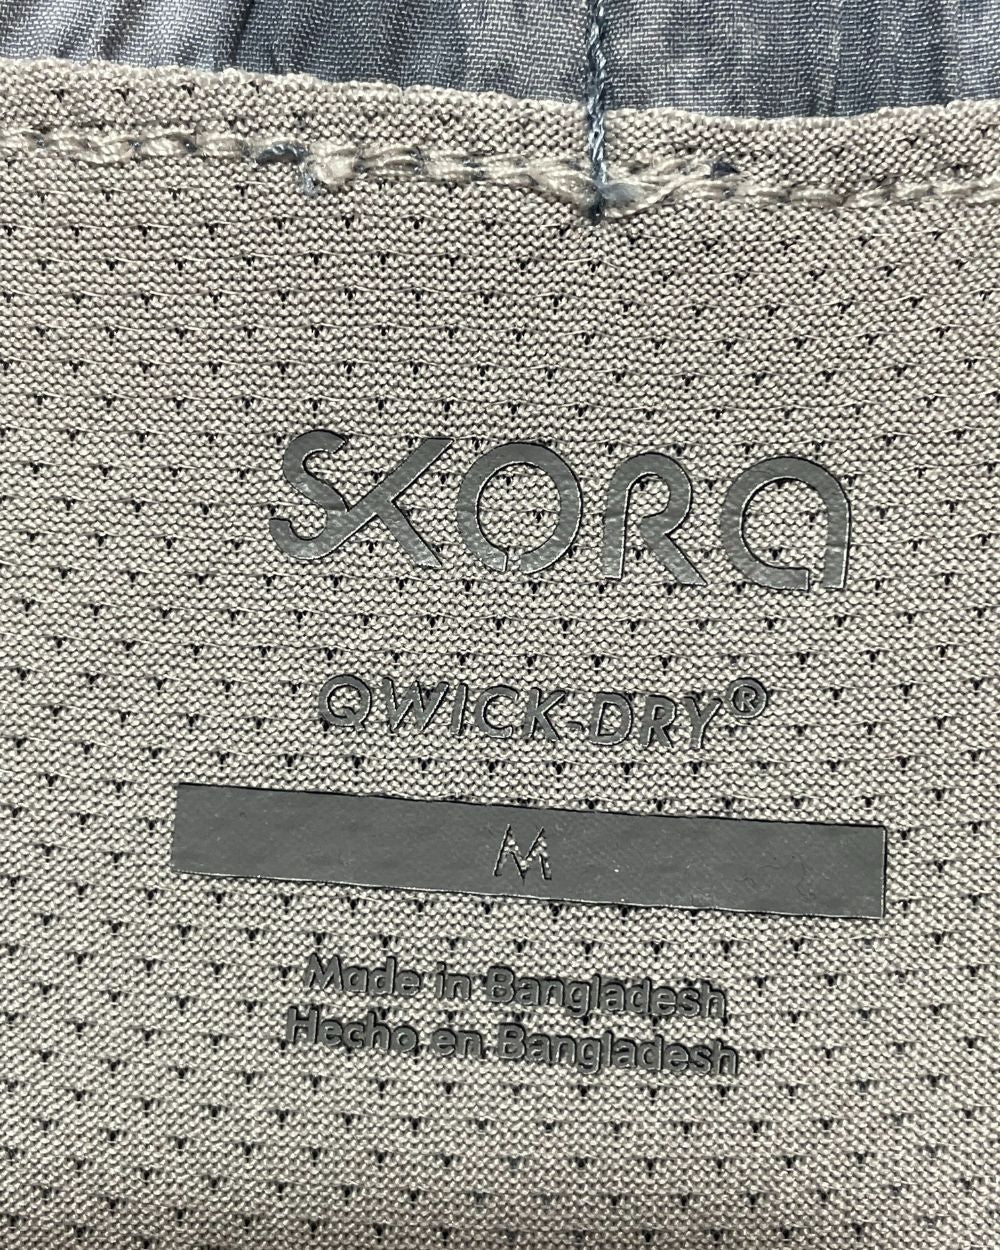 SKORA
QWICK-DRY®
M
Made in Bangladesh
Hecho en Bangladesh